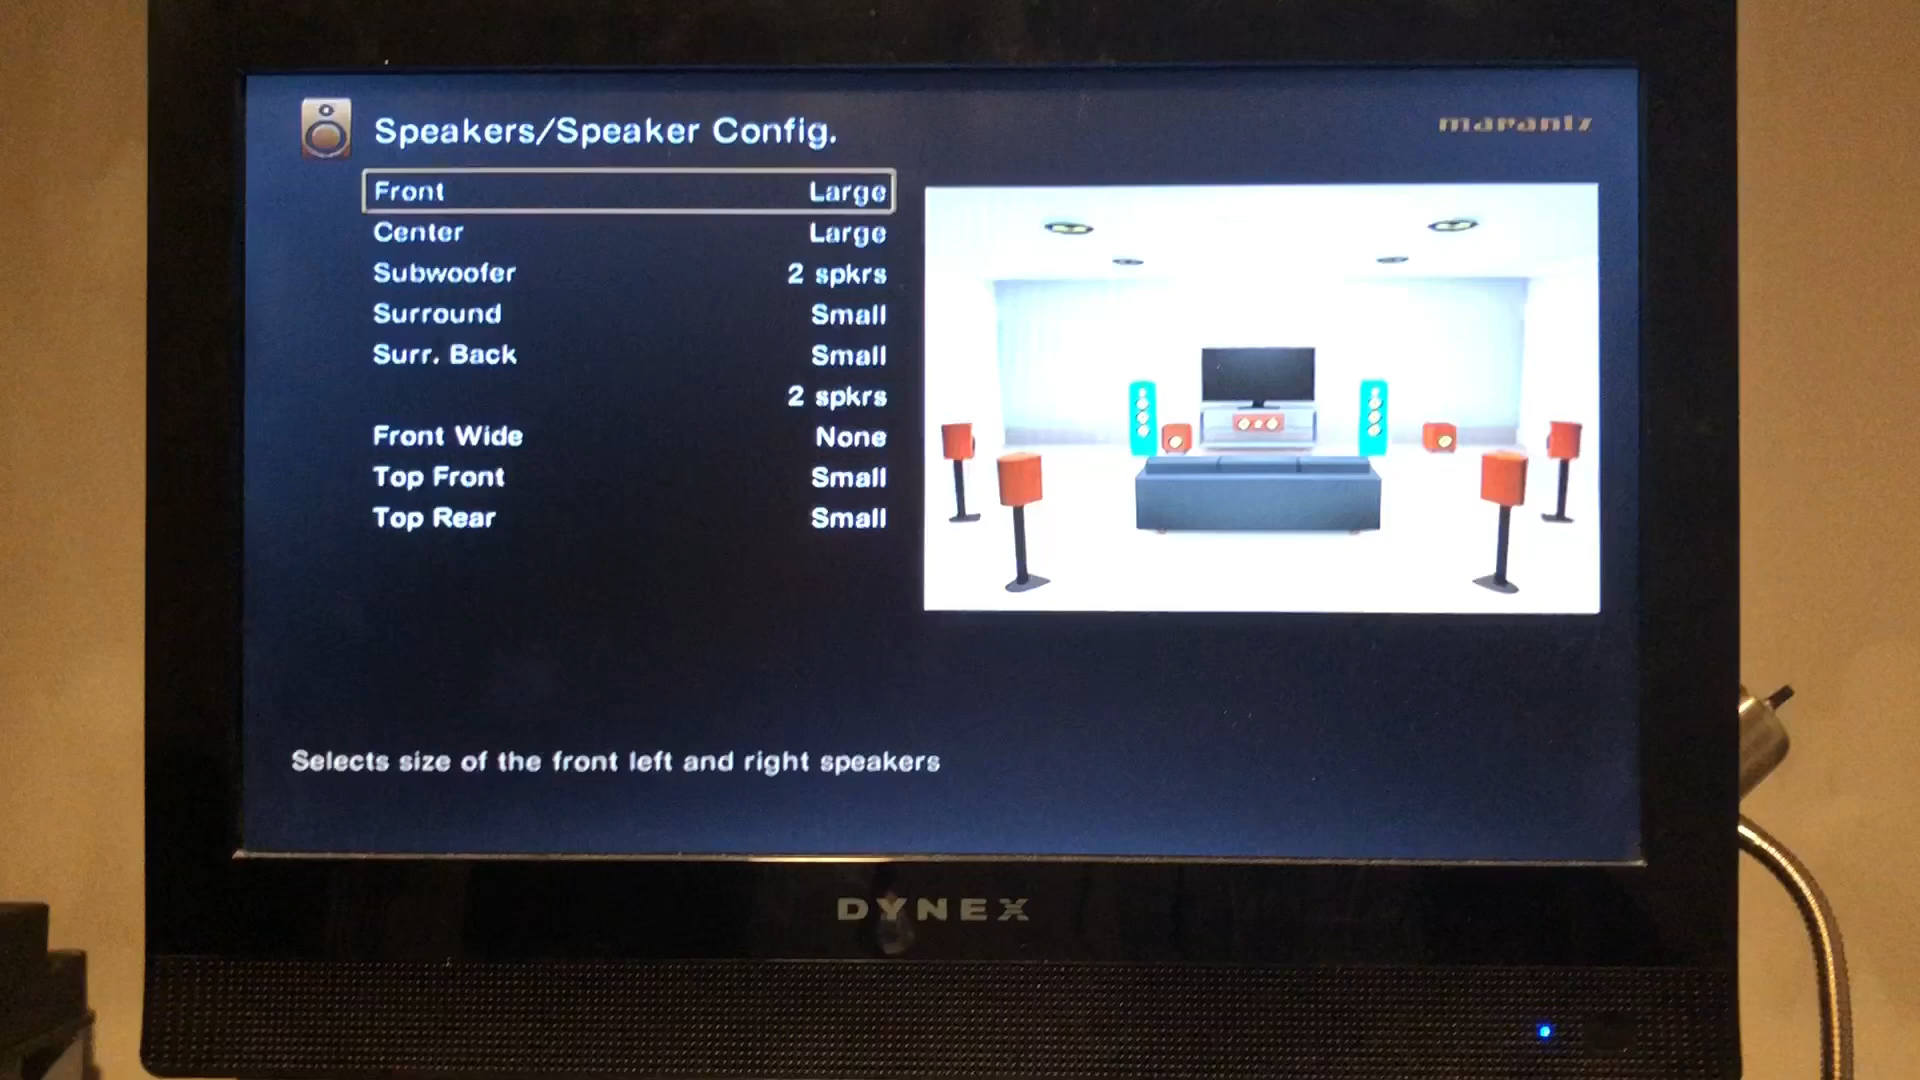 Speakers/Speaker Config.
marantz
Front Large
Center Large
Subwoofer 2 spkrs
Surround Small
Surr. Back Small
2 spkrs
Front Wide None
Top Front Small
Top Rear Small
Selects size of the front left and right speakers
DYNEX